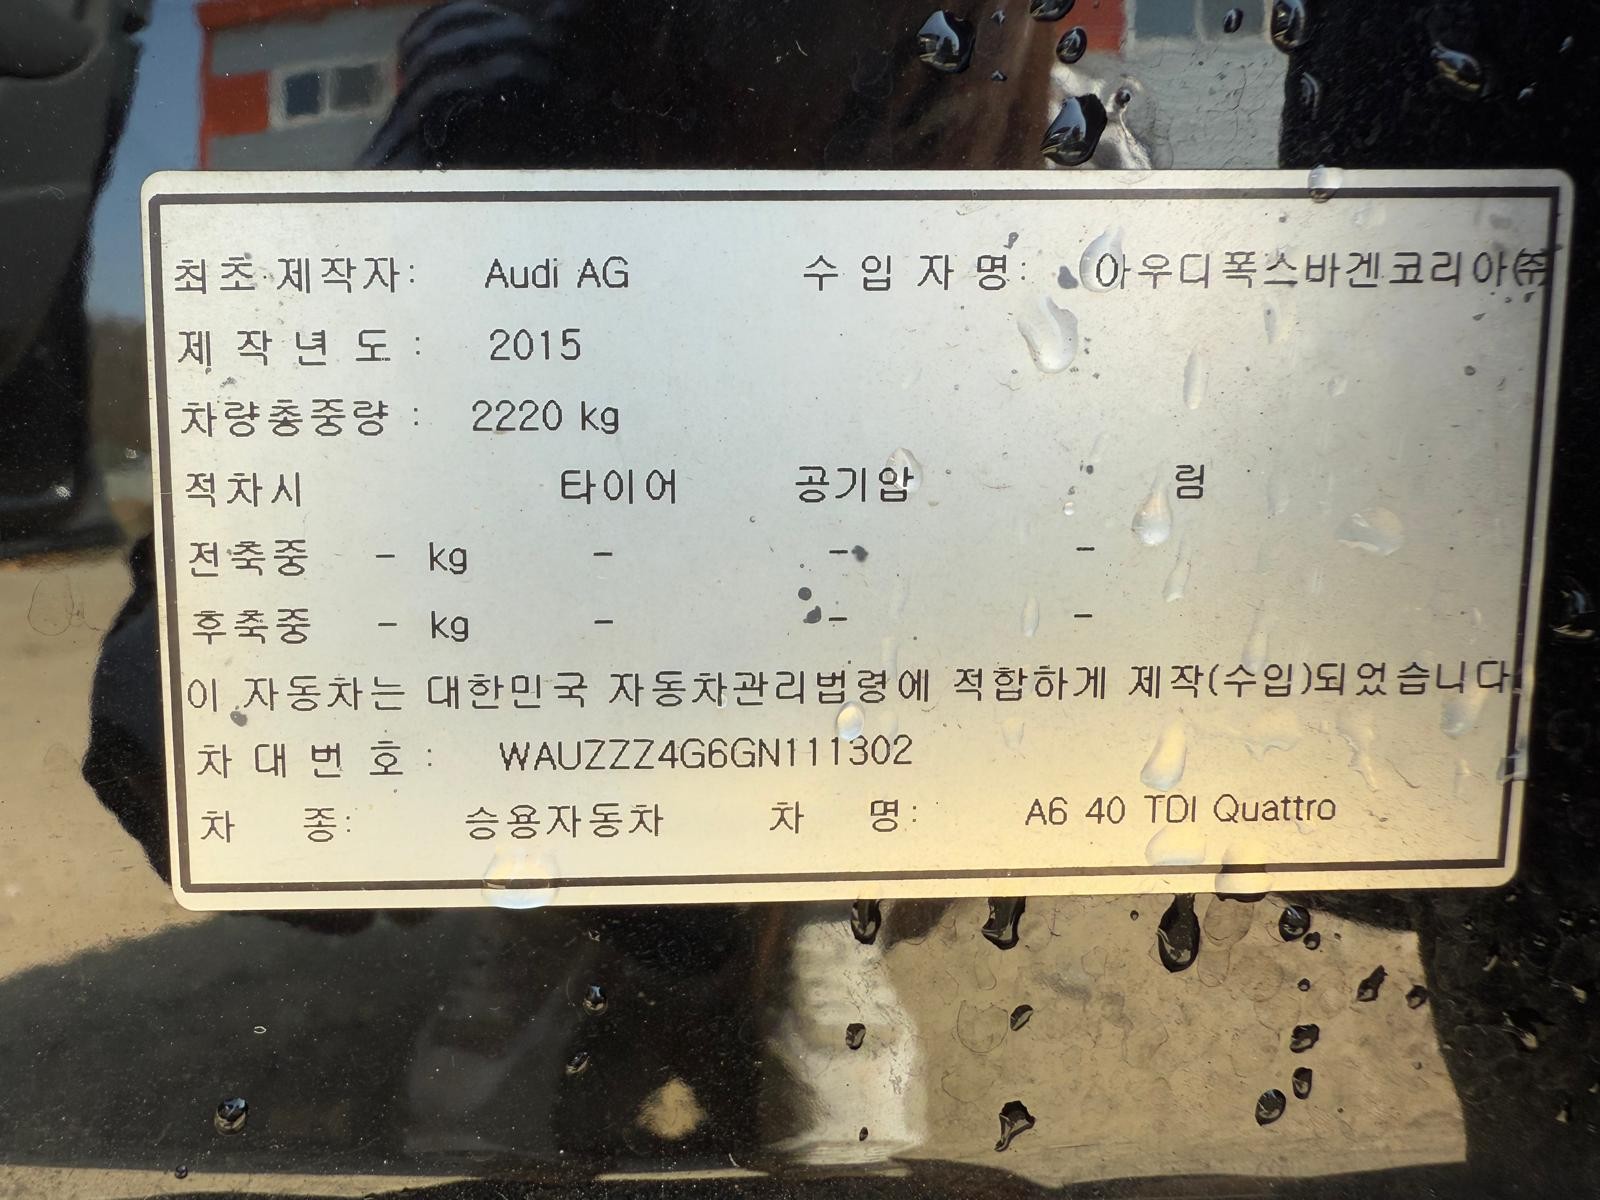 최초 제작자: Audi AG 수 입 자 명: 아우디폭스바겐코리아㈜
제 작 년 도 : 2015
차량총중량 : 2220 kg
적차시 타이어 공기압 림
전축중 - kg - - -
후축중 - kg - - -
이 자동차는 대한민국 자동차관리법령에 적합하게 제작(수입)되었습니다.
차 대 번 호 : WAUZZZ4G6GN111302
차 종: 승용자동차 차 명: A6 40 TDI Quattro